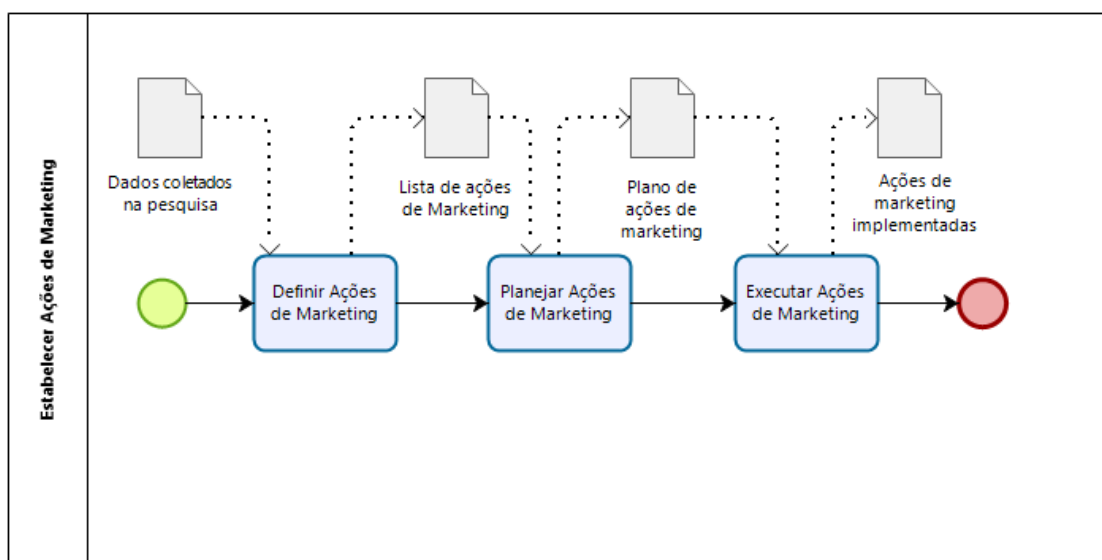 Estabelecer Ações de Marketing
Dados coletados
na pesquisa
Lista de ações
de Marketing
Plano de
ações de
marketing
Ações de
marketing
implementadas
Definir Ações
de Marketing
Planejar Ações
de Marketing
Executar Ações
de Marketing